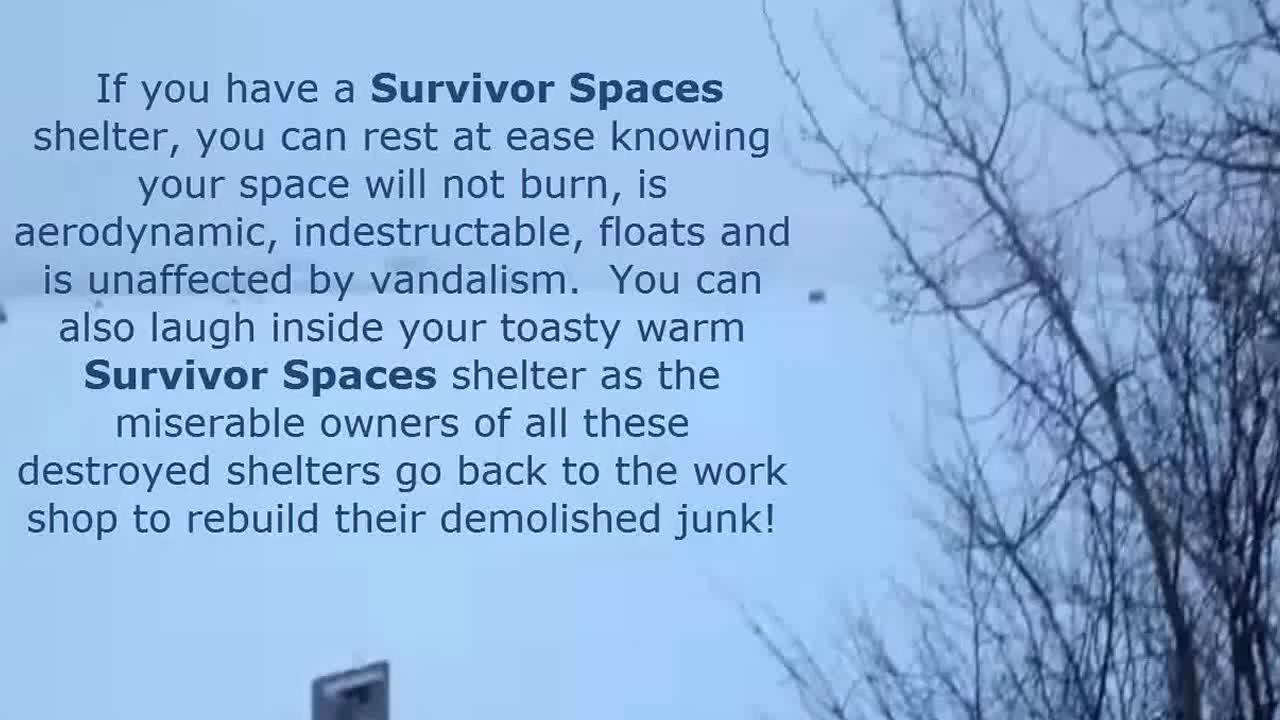 If you have a Survivor Spaces
shelter, you can rest at ease knowing
your space will not burn, is
aerodynamic, indestructable, floats and
is unaffected by vandalism.  You can
also laugh inside your toasty warm
Survivor Spaces shelter as the
miserable owners of all these
destroyed shelters go back to the work
shop to rebuild their demolished junk!